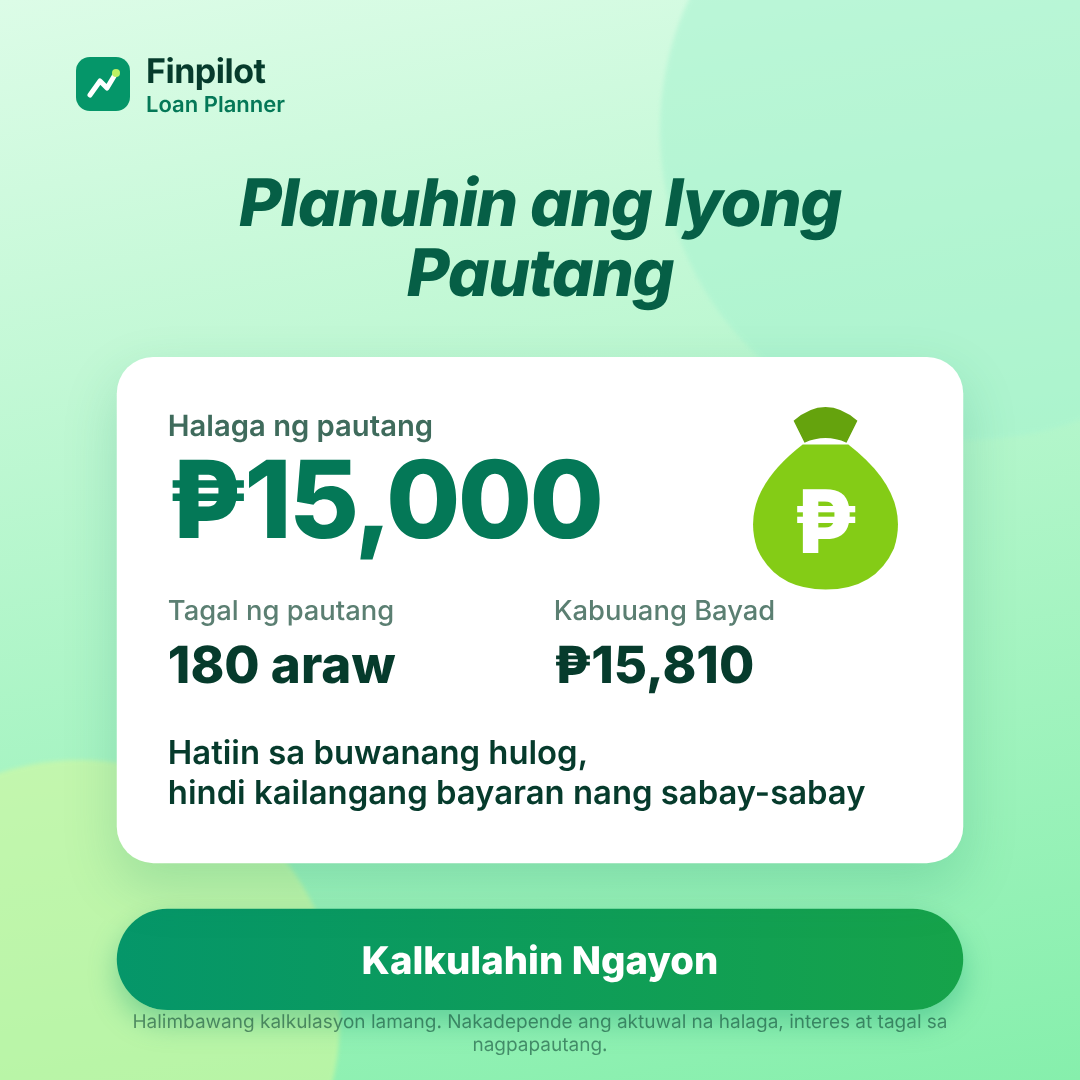 Finpilot
Loan Planner
Planuhin ang Iyong
Pautang
Halaga ng pautang
₱15,000
₱
Tagal ng pautang
180 araw
Kabuuang Bayad
₱15,810
Hatiin sa buwanang hulog,
hindi kailangang bayaran nang sabay-sabay
Kalkulahin Ngayon
Halimbawang kalkulasyon lamang. Nakadepende ang aktuwal na halaga, interes at tagal sa
nagpapautang.